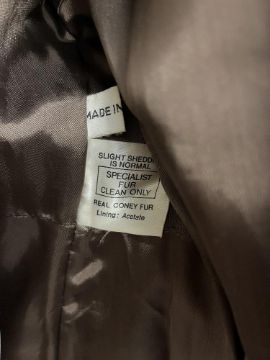 MADE IN
SLIGHT SHEDD
IS NORMAL
SPECIALIST
FUR
CLEAN ONLY
REAL CONEY FUR
Lining: Acetate